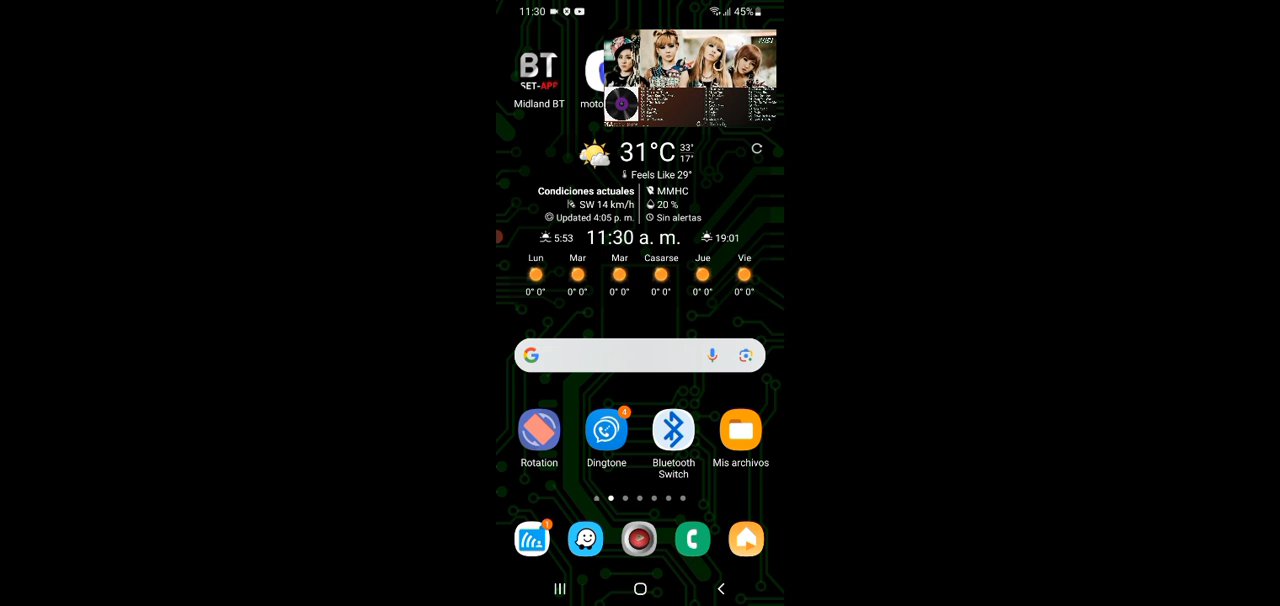 11:30
45%
BT
SET-APP
Midland BT
moto
31°C
33°
17°
Feels Like 29°
Condiciones actuales
MMHC
SW 14 km/h
20 %
Updated 4:05 p. m.
Sin alertas
5:53
11:30 a. m.
19:01
Lun Mar Mar Casarse Jue Vie
0° 0° 0° 0° 0° 0° 0° 0° 0° 0° 0° 0°
G
4
Rotation
Dingtone
Bluetooth
Switch
Mis archivos
1